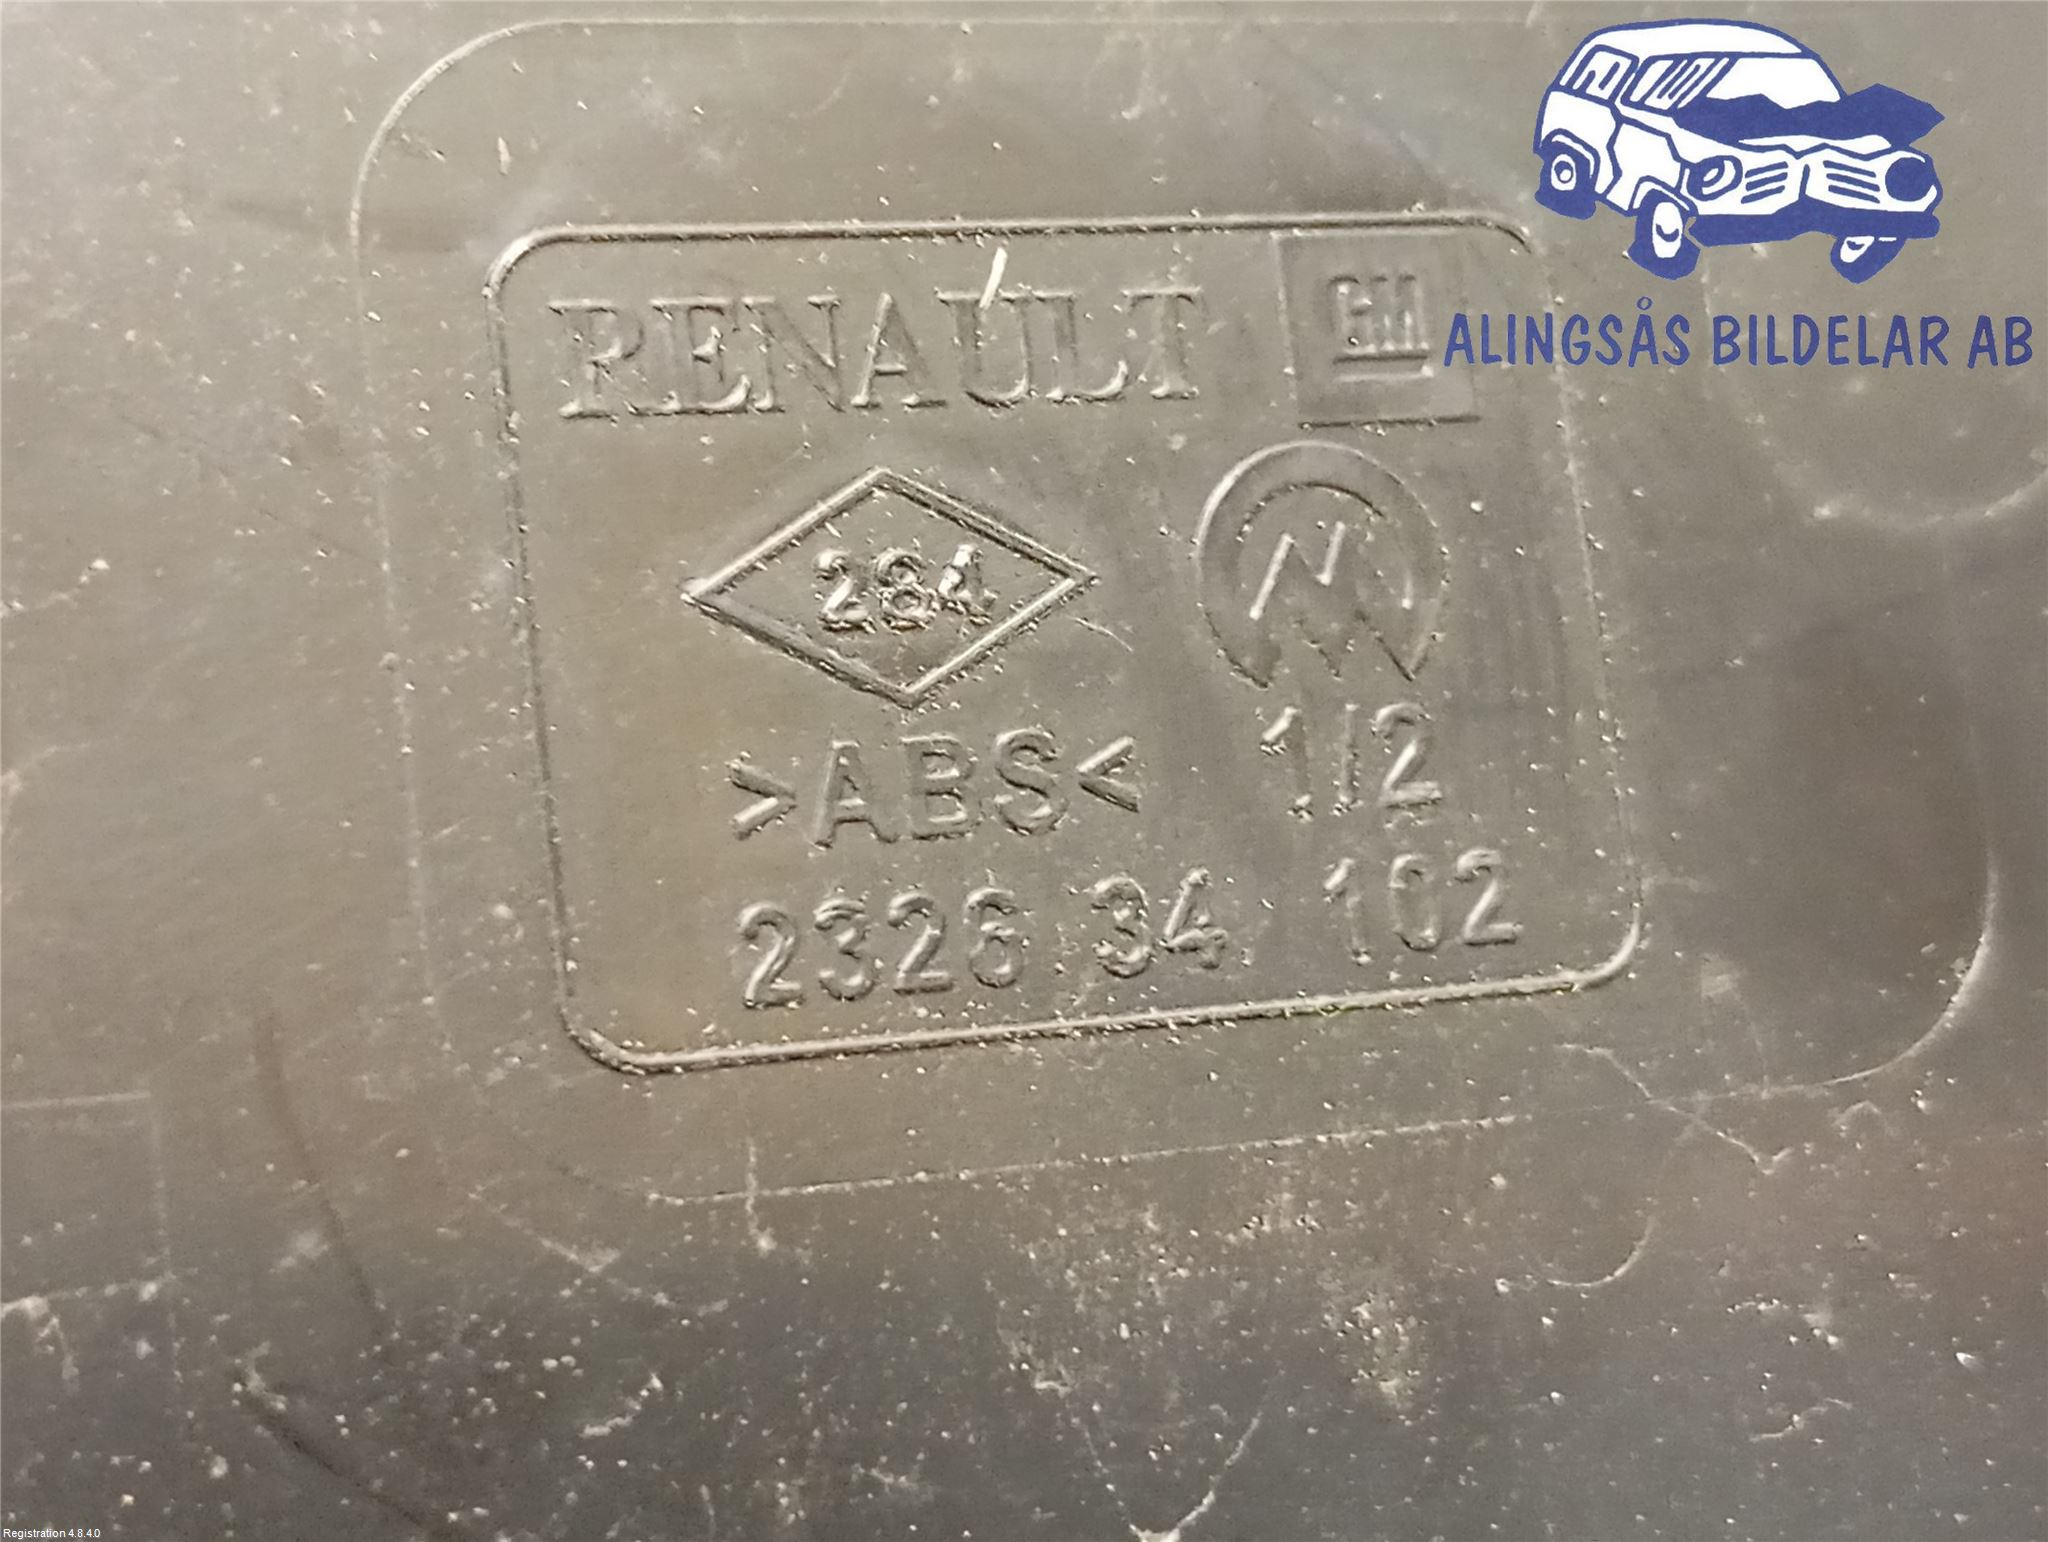 RENAULT GM
284
>ABS< 1/2
2326 34 102
ALINGSÅS BILDELAR AB
Registration 4.8.4.0